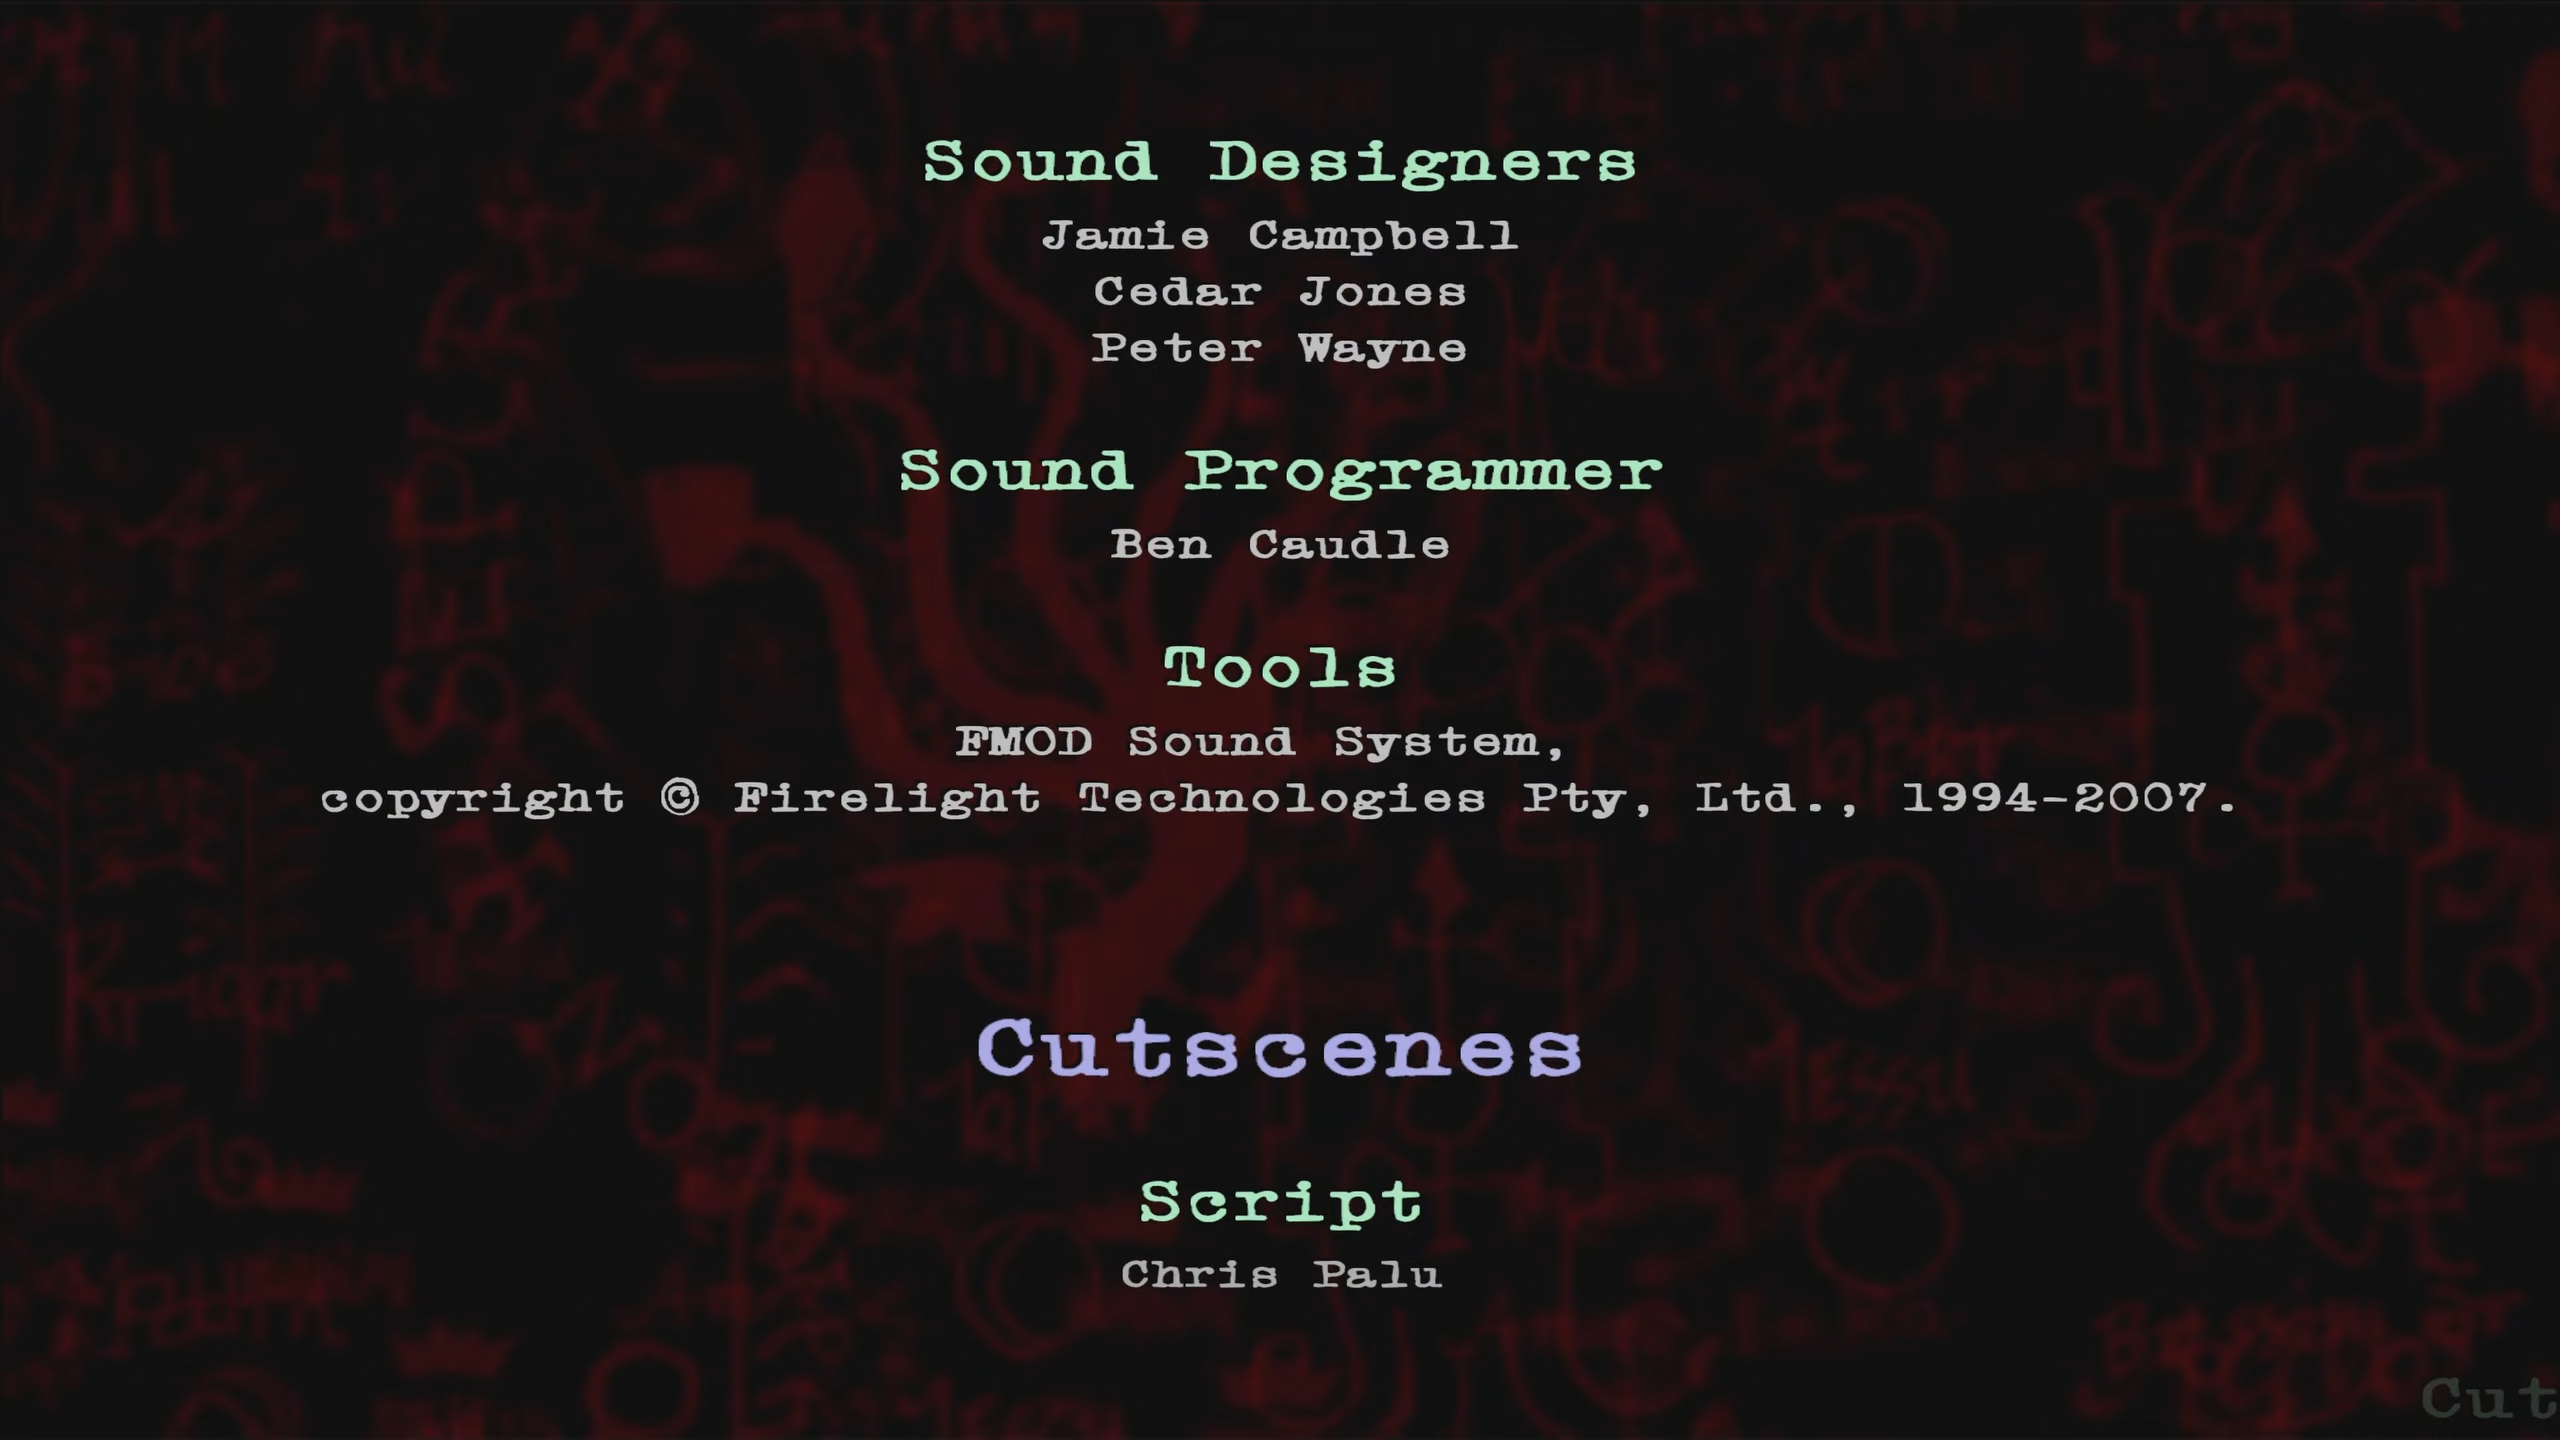 Sound Designers
Jamie Campbell
Cedar Jones
Peter Wayne
Sound Programmer
Ben Caudle
Tools
FMOD Sound System,
copyright © Firelight Technologies Pty, Ltd., 1994-2007.
Cutscenes
Script
Chris Palu
Cut